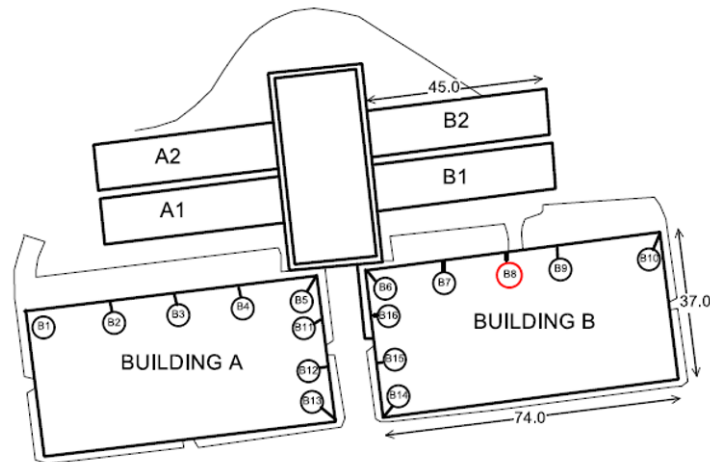 45.0
B2
A2
B1
A1
B10
B9
B8
B7
B6
B5
B4
B3
B2
B1
B16
B11
37.0
BUILDING B
BUILDING A
B15
B12
B14
B13
74.0